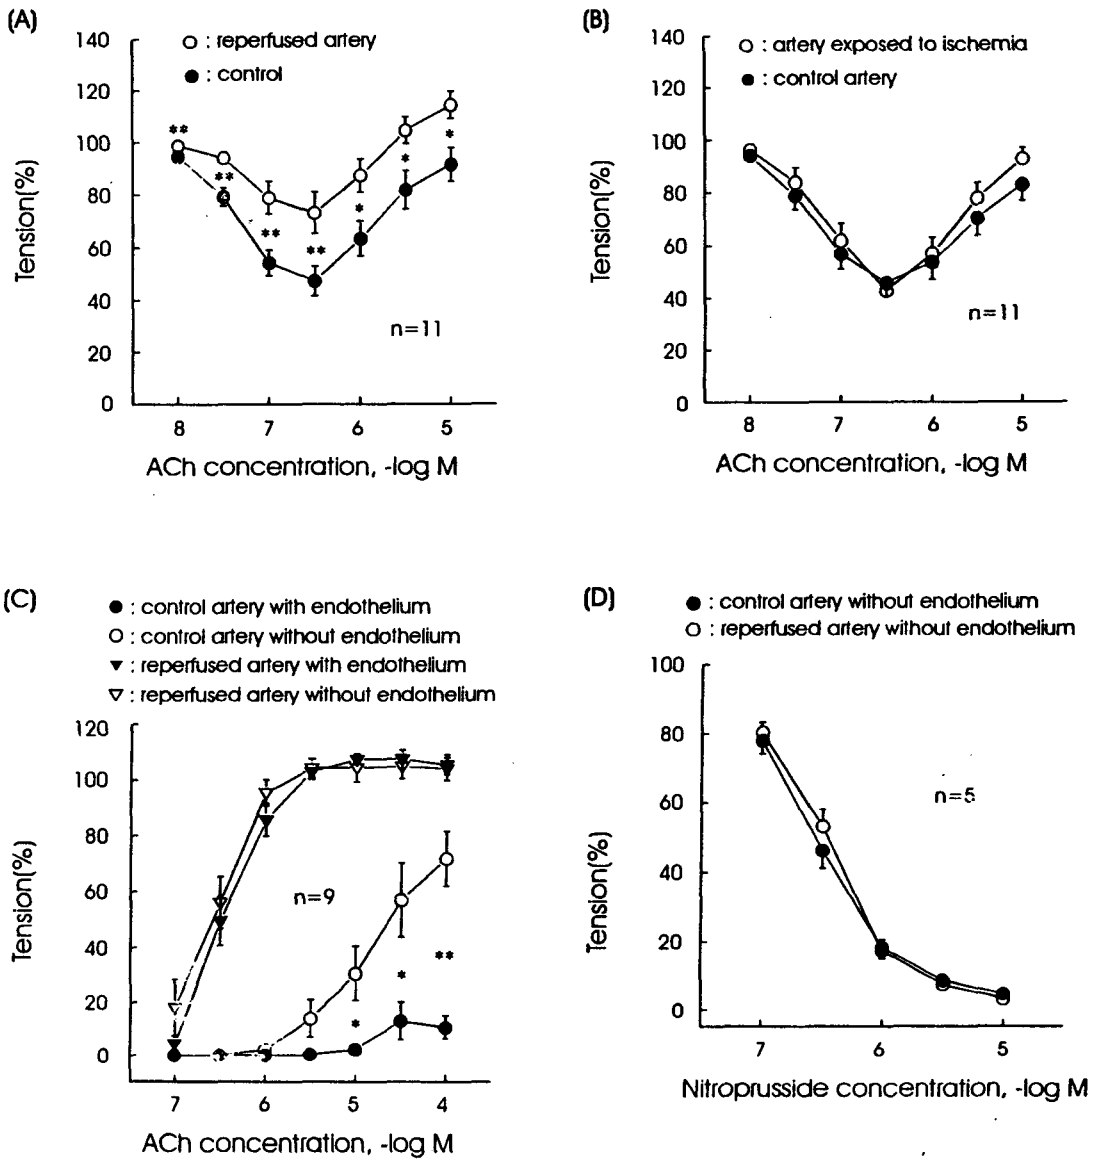 (A)
○ : reperfused artery
● : control
140
120
100
80
60
40
20
0
Tension(%)
**
**
**
**
*
*
*
n=11
8 7 6 5
ACh concentration, -log M
(B)
○ : artery exposed to ischemia
● : control artery
140
120
100
80
60
40
20
0
Tension(%)
n=11
8 7 6 5
ACh concentration, -log M
(C)
● : control artery with endothelium
○ : control artery without endothelium
▼ : reperfused artery with endothelium
▽ : reperfused artery without endothelium
120
100
80
60
40
20
0
Tension(%)
n=9
*
*
**
7 6 5 4
ACh concentration, -log M
(D)
● : control artery without endothelium
○ : reperfused artery without endothelium
100
80
60
40
20
0
Tension(%)
n=5
7 6 5
Nitroprusside concentration, -log M